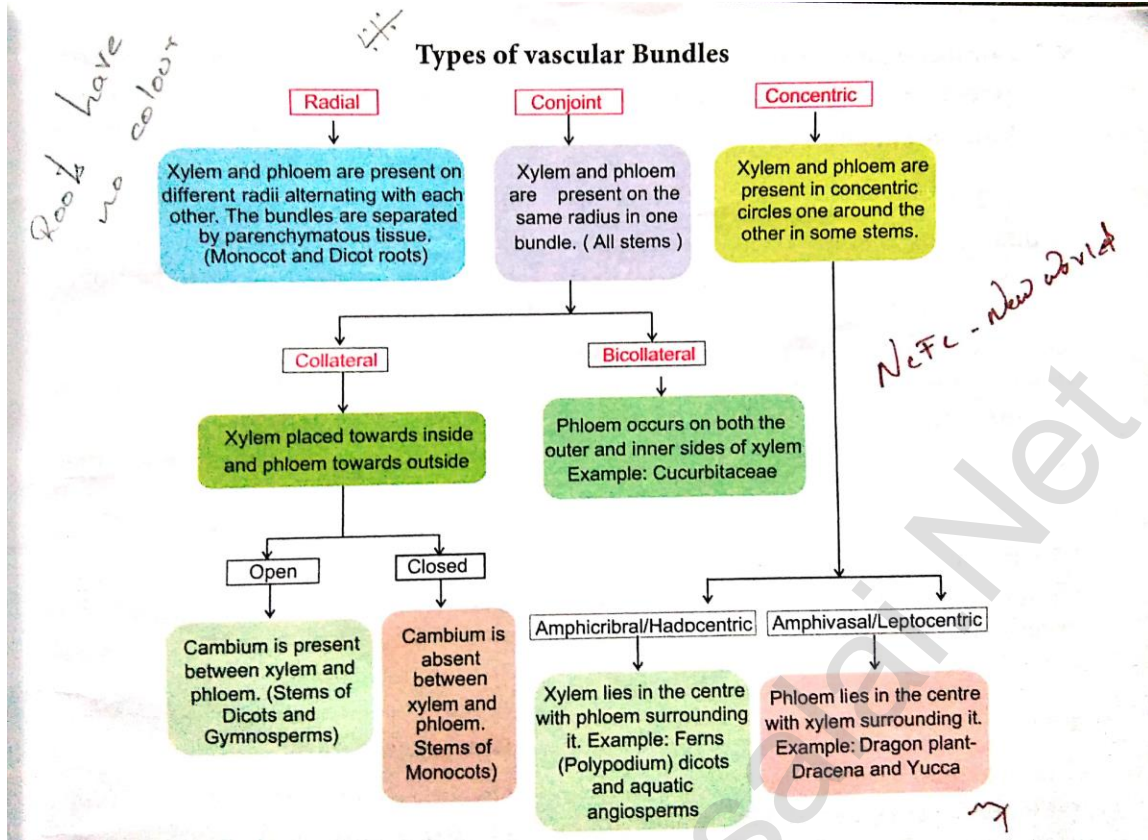 Roots have
no colour
Types of vascular Bundles
Radial
Conjoint
Concentric
Xylem and phloem are present on
different radii alternating with each
other. The bundles are separated
by parenchymatous tissue.
(Monocot and Dicot roots)
Xylem and phloem
are present on the
same radius in one
bundle. ( All stems )
Xylem and phloem are
present in concentric
circles one around the
other in some stems.
- New world
Collateral
Bicollateral
Xylem placed towards inside
and phloem towards outside
Phloem occurs on both the
outer and inner sides of xylem
Example: Cucurbitaceae
Open
Closed
Cambium is present
between xylem and
phloem. (Stems of
Dicots and
Gymnosperms)
Cambium is
absent
between
xylem and
phloem.
Stems of
Monocots)
Amphicribral/Hadocentric
Amphivasal/Leptocentric
Xylem lies in the centre
with phloem surrounding
it. Example: Ferns
(Polypodium) dicots
and aquatic
angiosperms
Phloem lies in the centre
with xylem surrounding it.
Example: Dragon plant-
Dracena and Yucca
salai Net